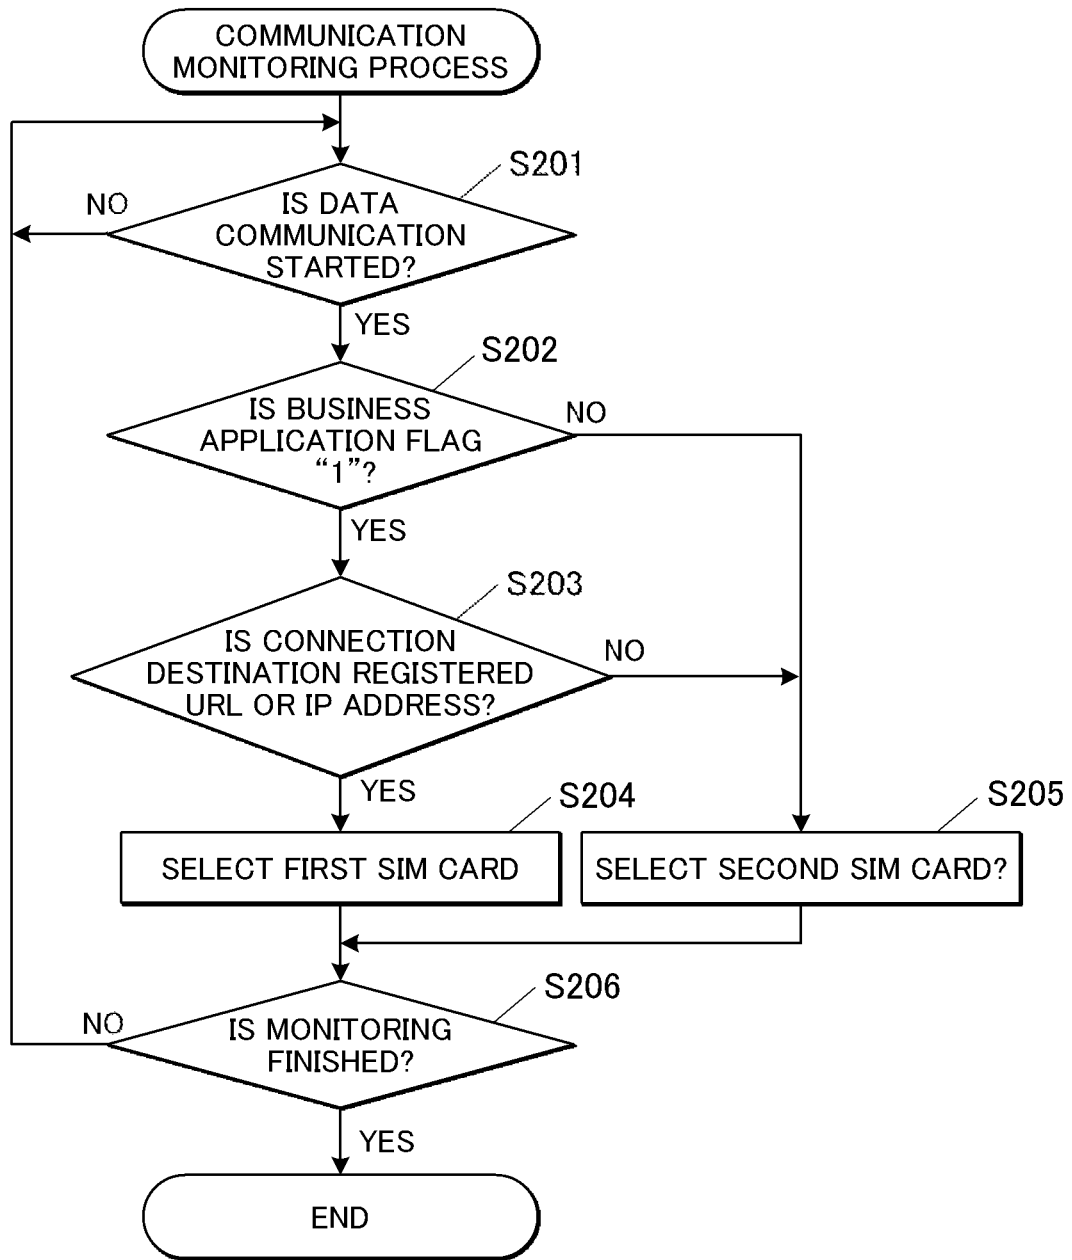 COMMUNICATION
MONITORING PROCESS
S201
NO
IS DATA
COMMUNICATION
STARTED?
YES
S202
IS BUSINESS
APPLICATION FLAG
“1”?
NO
YES
S203
IS CONNECTION
DESTINATION REGISTERED
URL OR IP ADDRESS?
NO
YES
S204
S205
SELECT FIRST SIM CARD
SELECT SECOND SIM CARD?
S206
NO
IS MONITORING
FINISHED?
YES
END